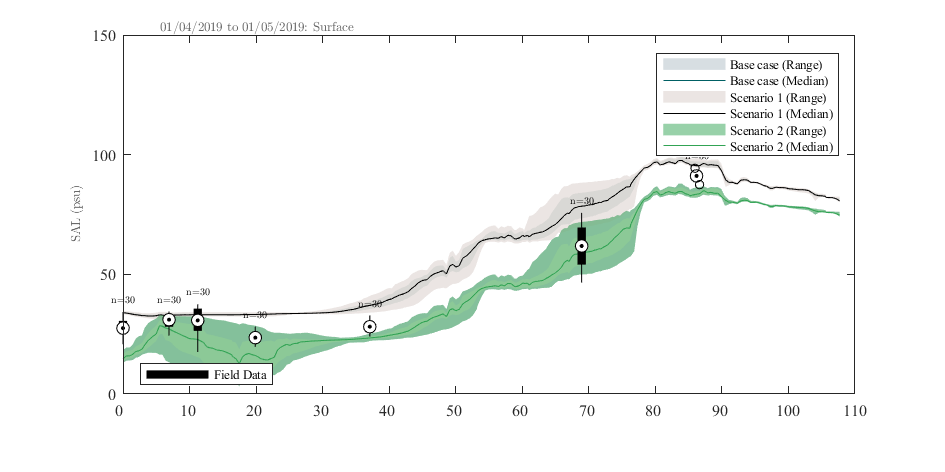 01/04/2019 to 01/05/2019: Surface
150
100
50
0
SAL (psu)
Base case (Range)
Base case (Median)
Scenario 1 (Range)
Scenario 1 (Median)
Scenario 2 (Range)
Scenario 2 (Median)
n=30
n=30
n=30
n=30
n=30
n=30
Field Data
0 10 20 30 40 50 60 70 80 90 100 110